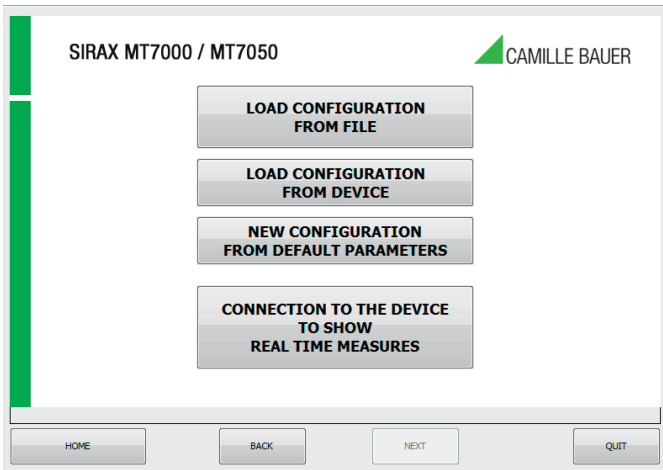 SIRAX MT7000 / MT7050
CAMILLE BAUER
LOAD CONFIGURATION
FROM FILE
LOAD CONFIGURATION
FROM DEVICE
NEW CONFIGURATION
FROM DEFAULT PARAMETERS
CONNECTION TO THE DEVICE
TO SHOW
REAL TIME MEASURES
HOME
BACK
NEXT
QUIT